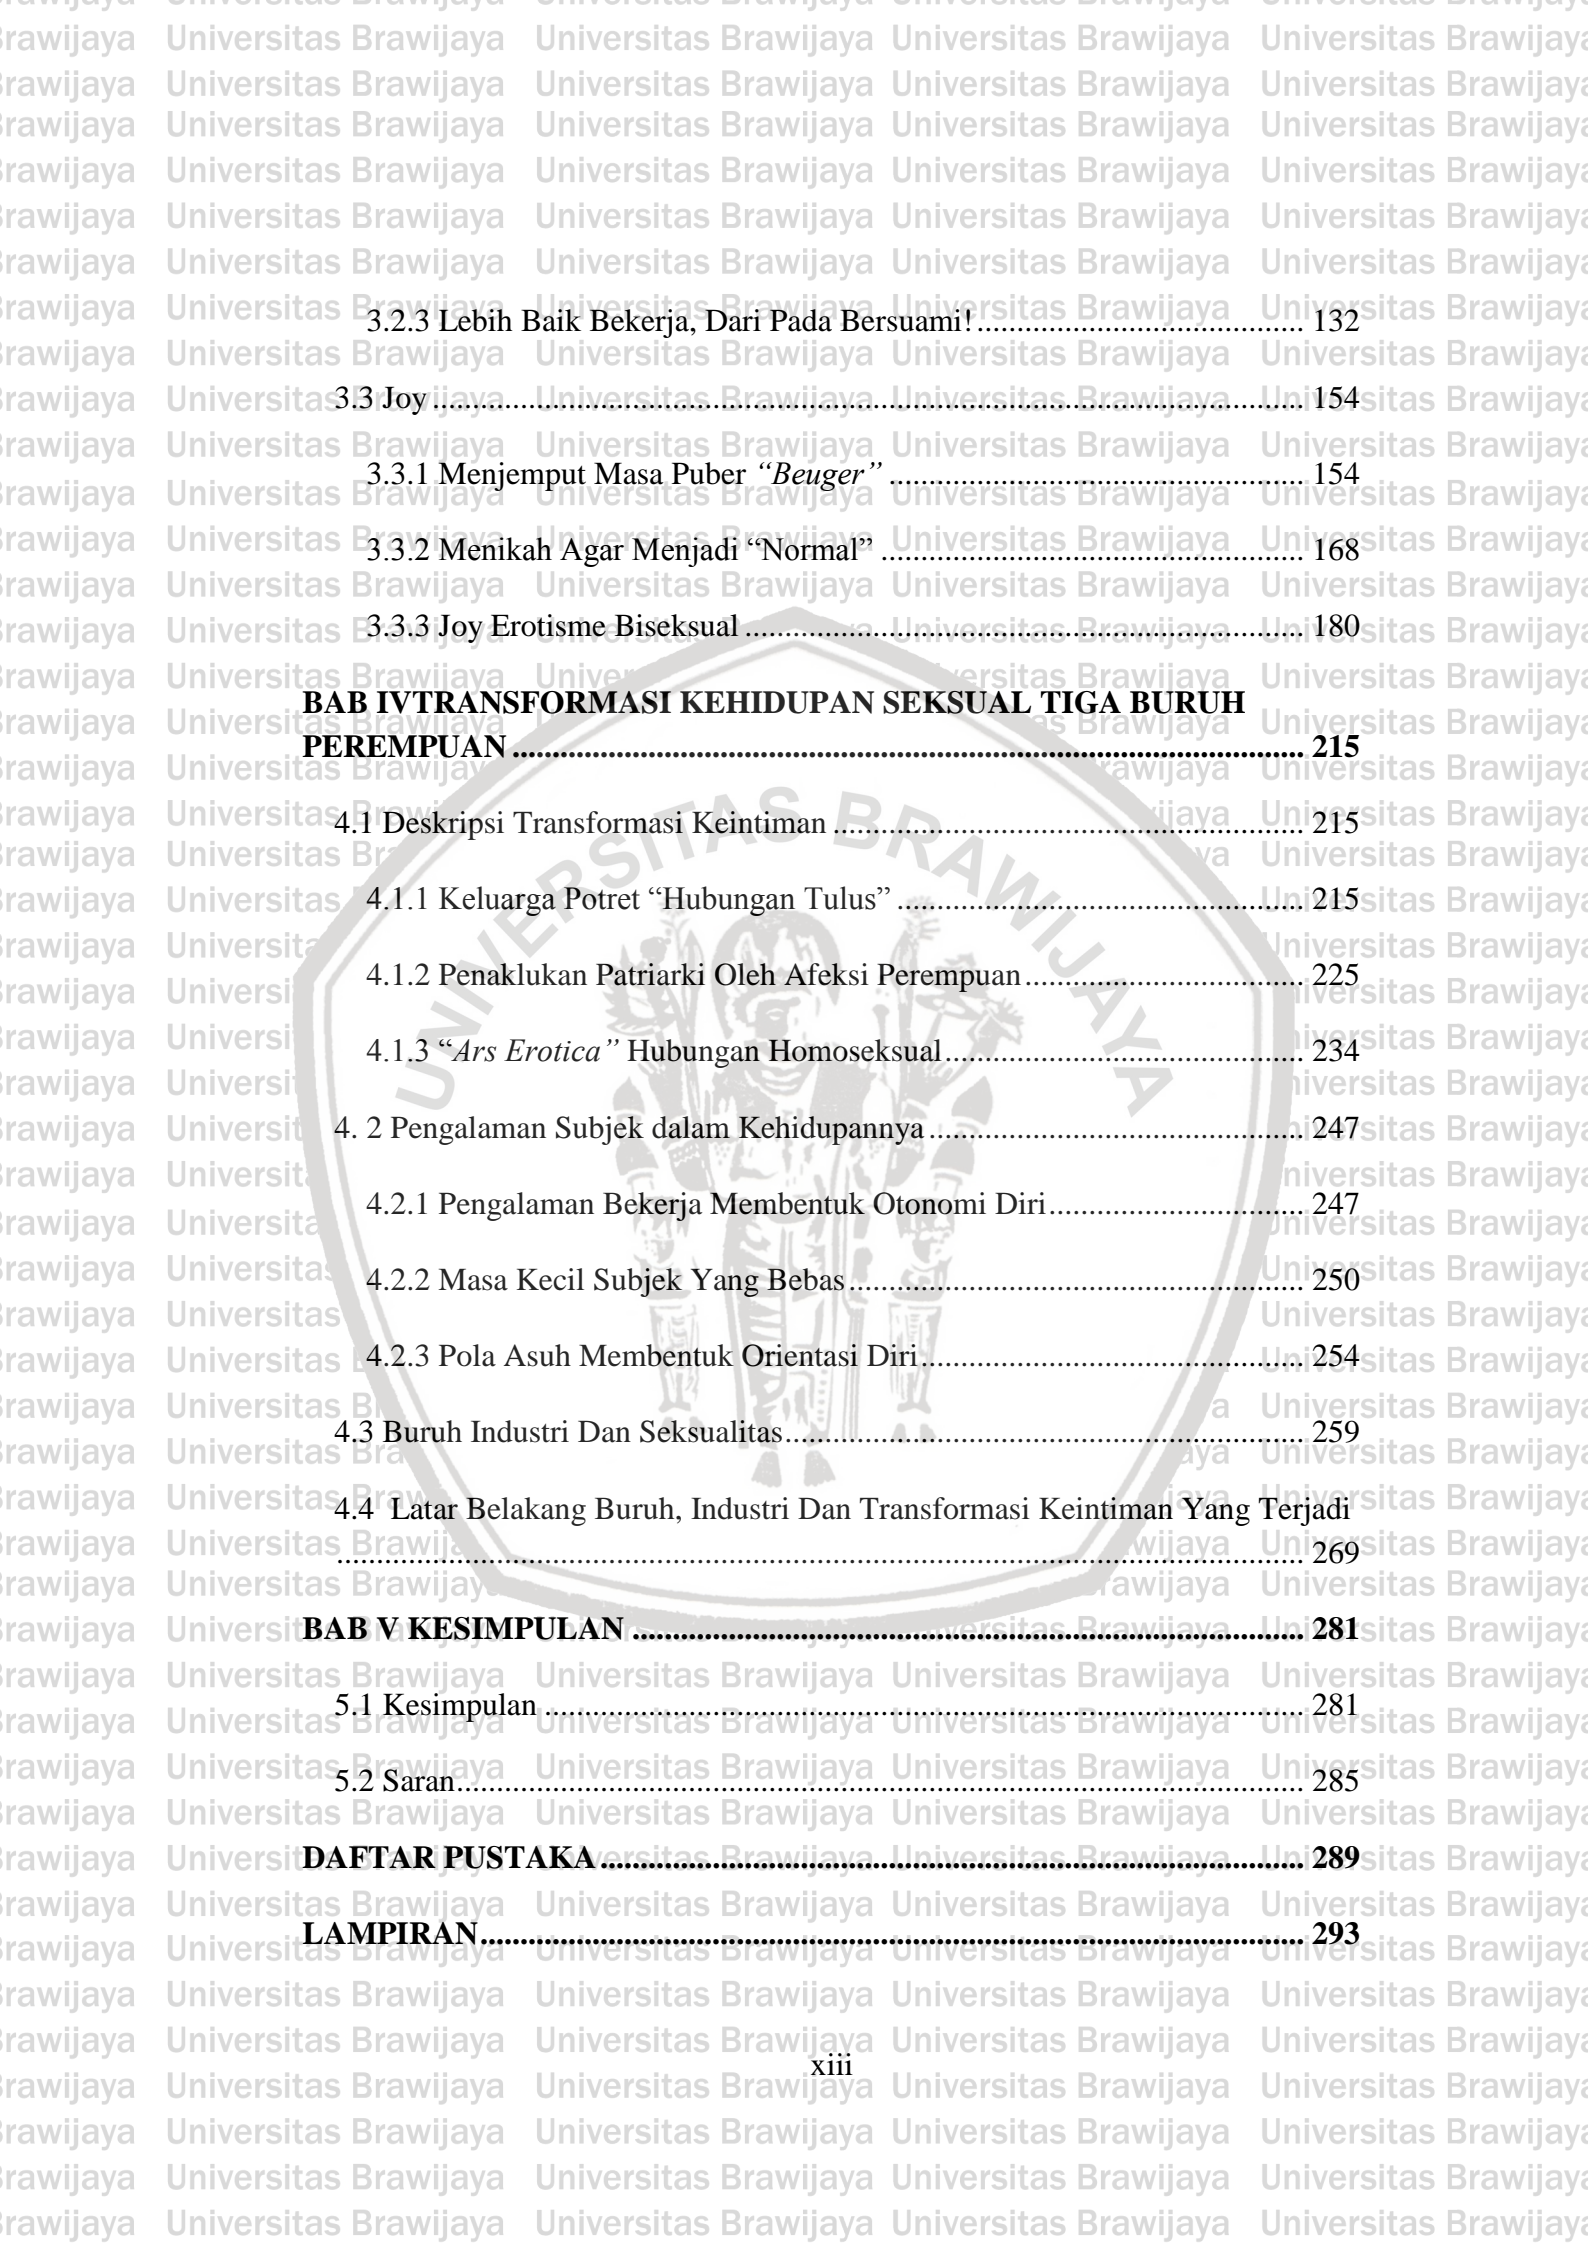 3.2.3 Lebih Baik Bekerja, Dari Pada Bersuami! ........................................ 132
3.3 Joy ............................................................................................................ 154
3.3.1 Menjemput Masa Puber “Beuger” ................................................... 154
3.3.2 Menikah Agar Menjadi “Normal” .................................................... 168
3.3.3 Joy Erotisme Biseksual ..................................................................... 180
BAB IVTRANSFORMASI KEHIDUPAN SEKSUAL TIGA BURUH
PEREMPUAN ................................................................................................. 215
4.1 Deskripsi Transformasi Keintiman .......................................................... 215
4.1.1 Keluarga Potret “Hubungan Tulus” .................................................. 215
4.1.2 Penaklukan Patriarki Oleh Afeksi Perempuan .................................. 225
4.1.3 “Ars Erotica” Hubungan Homoseksual ............................................ 234
4. 2 Pengalaman Subjek dalam Kehidupannya .............................................. 247
4.2.1 Pengalaman Bekerja Membentuk Otonomi Diri ............................... 247
4.2.2 Masa Kecil Subjek Yang Bebas ........................................................ 250
4.2.3 Pola Asuh Membentuk Orientasi Diri ............................................... 254
4.3 Buruh Industri Dan Seksualitas ................................................................ 259
4.4 Latar Belakang Buruh, Industri Dan Transformasi Keintiman Yang Terjadi
........................................................................................................................ 269
BAB V KESIMPULAN ................................................................................... 281
5.1 Kesimpulan .............................................................................................. 281
5.2 Saran ......................................................................................................... 285
DAFTAR PUSTAKA ...................................................................................... 289
LAMPIRAN ..................................................................................................... 293
xiii
UNIVERSITAS BRAWIJAYA